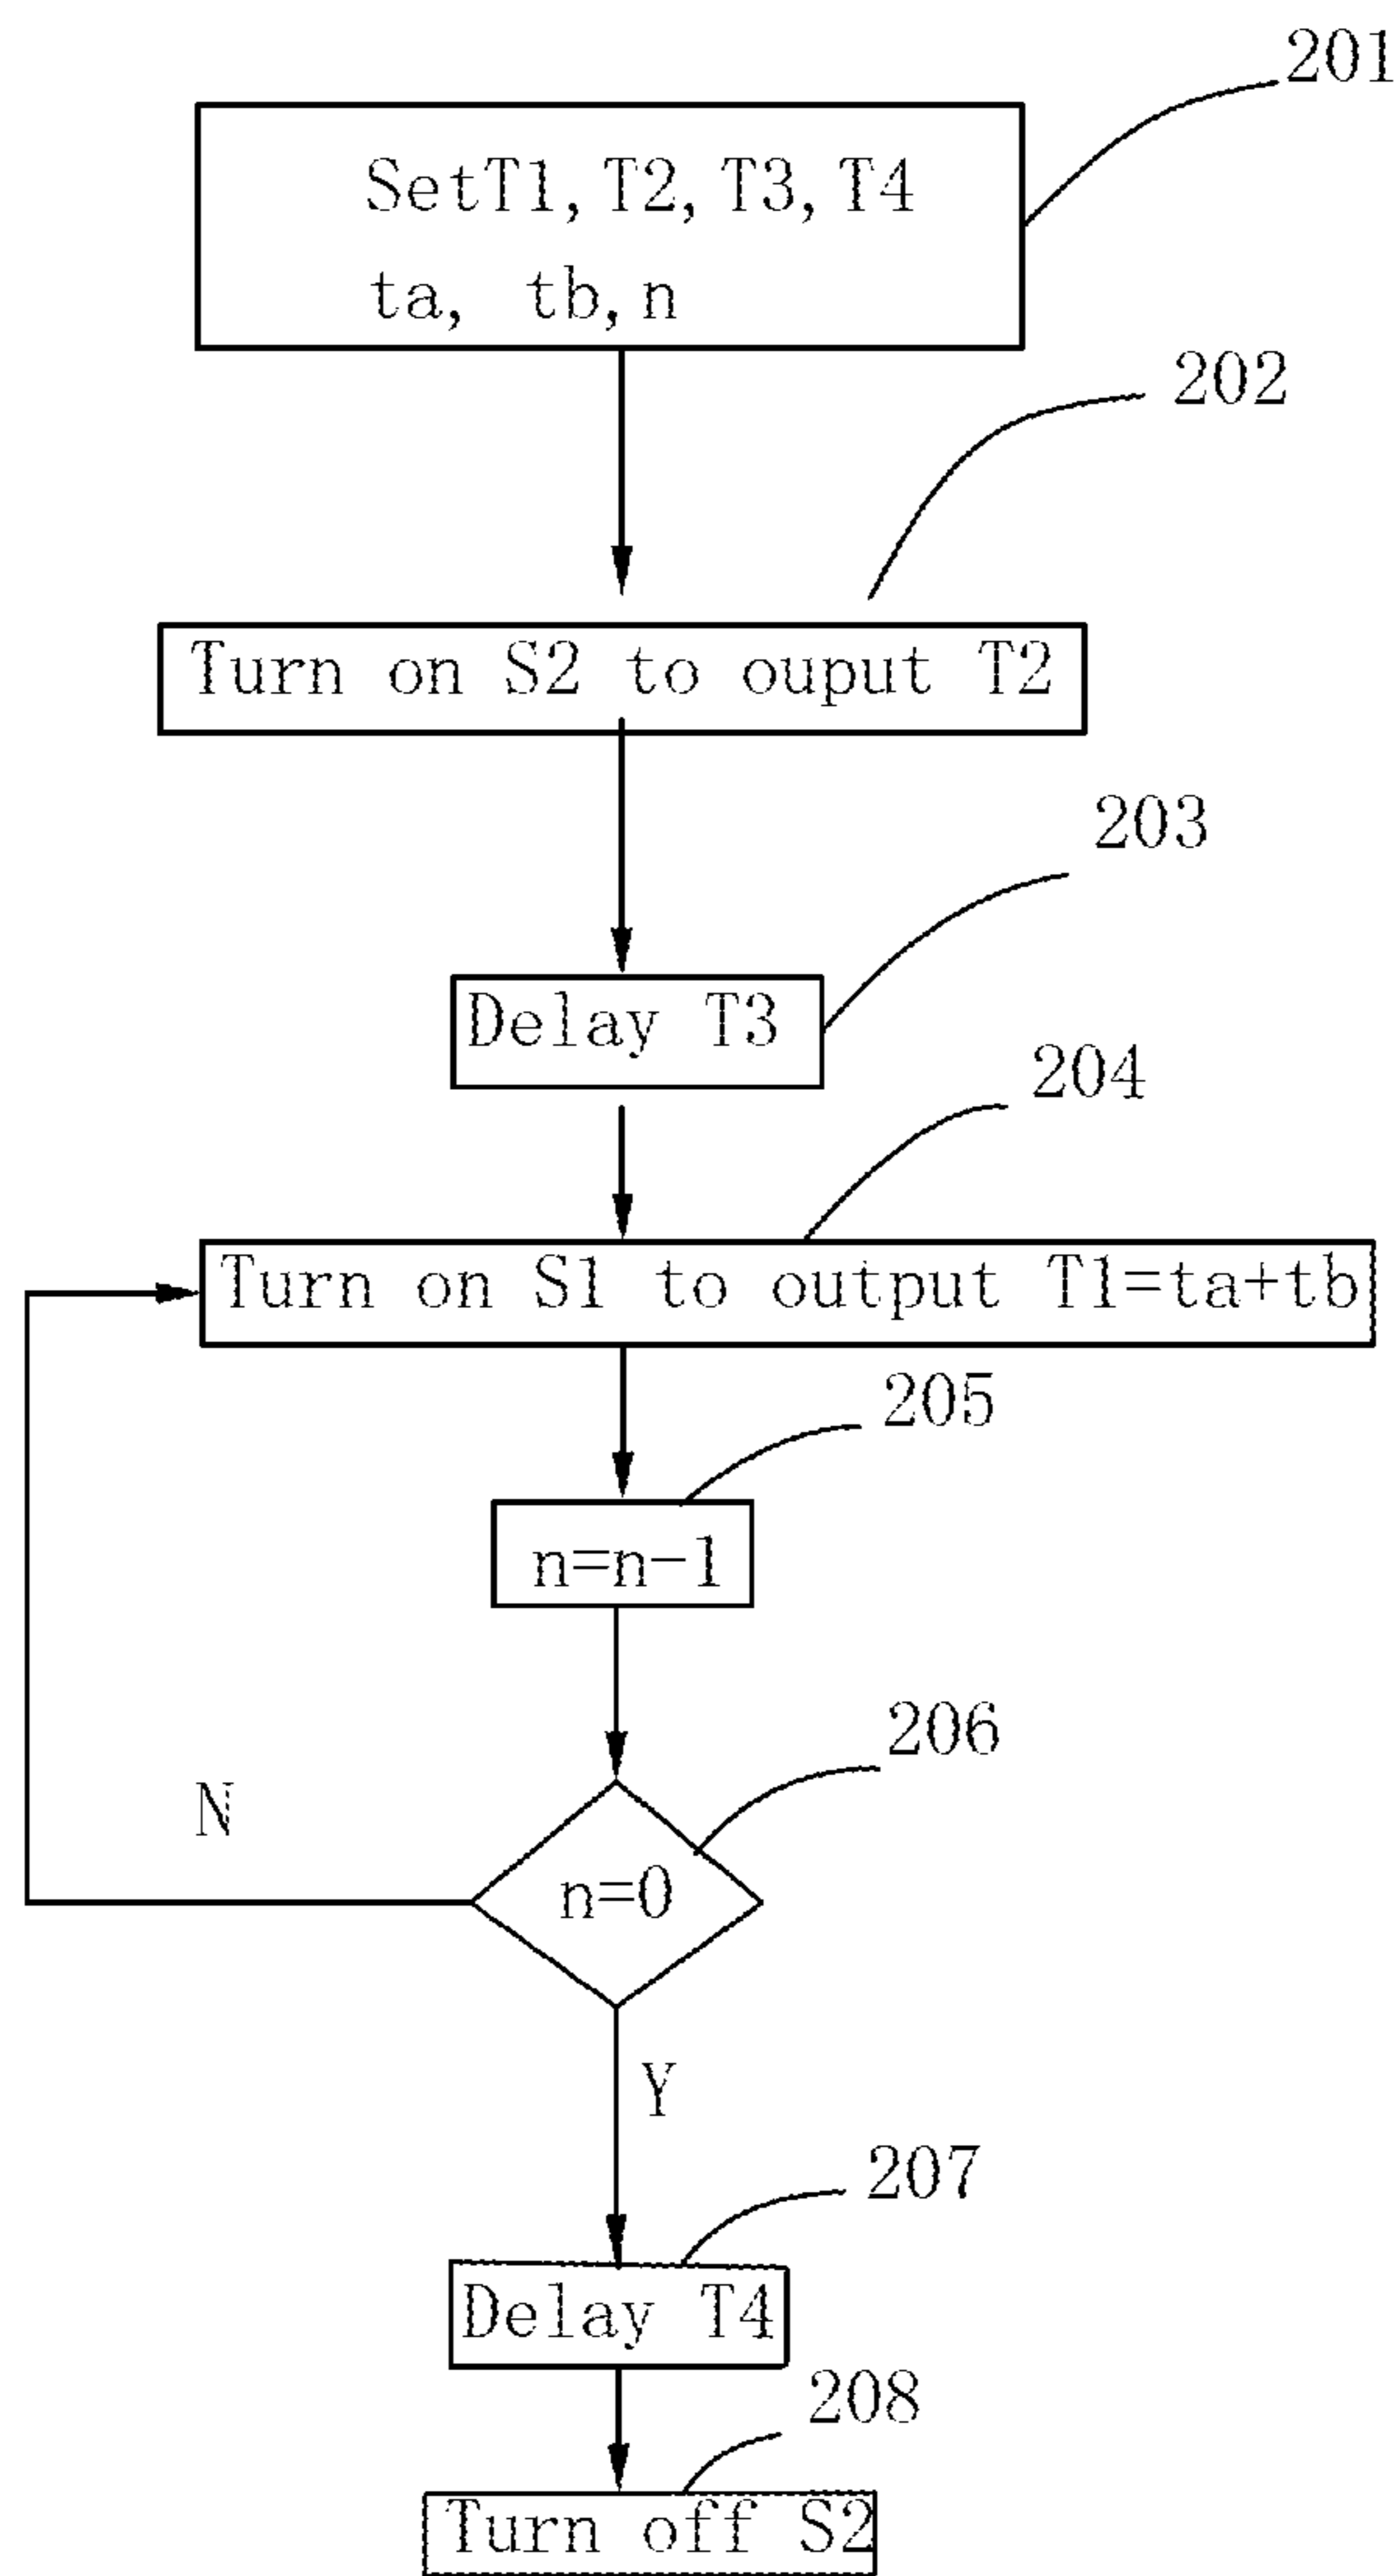 201
SetT1, T2, T3, T4
ta, tb, n
202
Turn on S2 to ouput T2
203
Delay T3
204
Turn on S1 to output T1=ta+tb
205
n=n-1
206
N
n=0
Y
207
Delay T4
208
Turn off S2